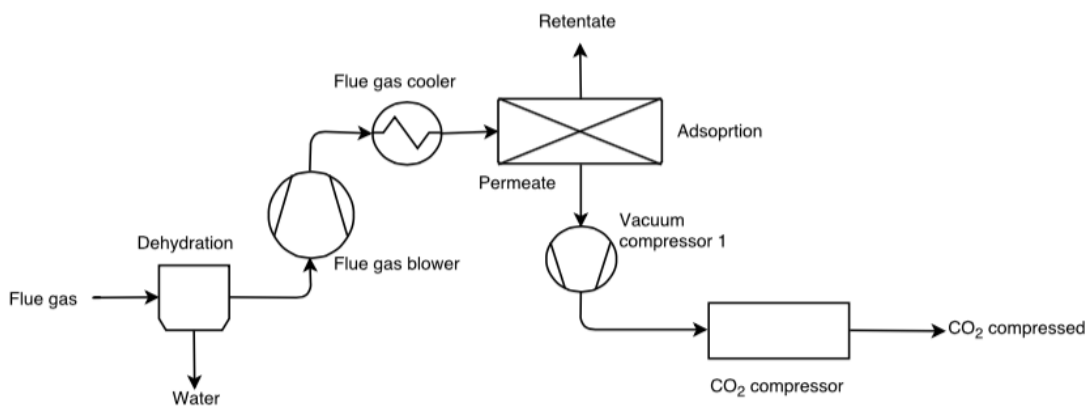 Retentate
Flue gas cooler
Adsoprtion
Permeate
Vacuum
compressor 1
Dehydration
Flue gas blower
Flue gas
CO₂ compressed
CO₂ compressor
Water